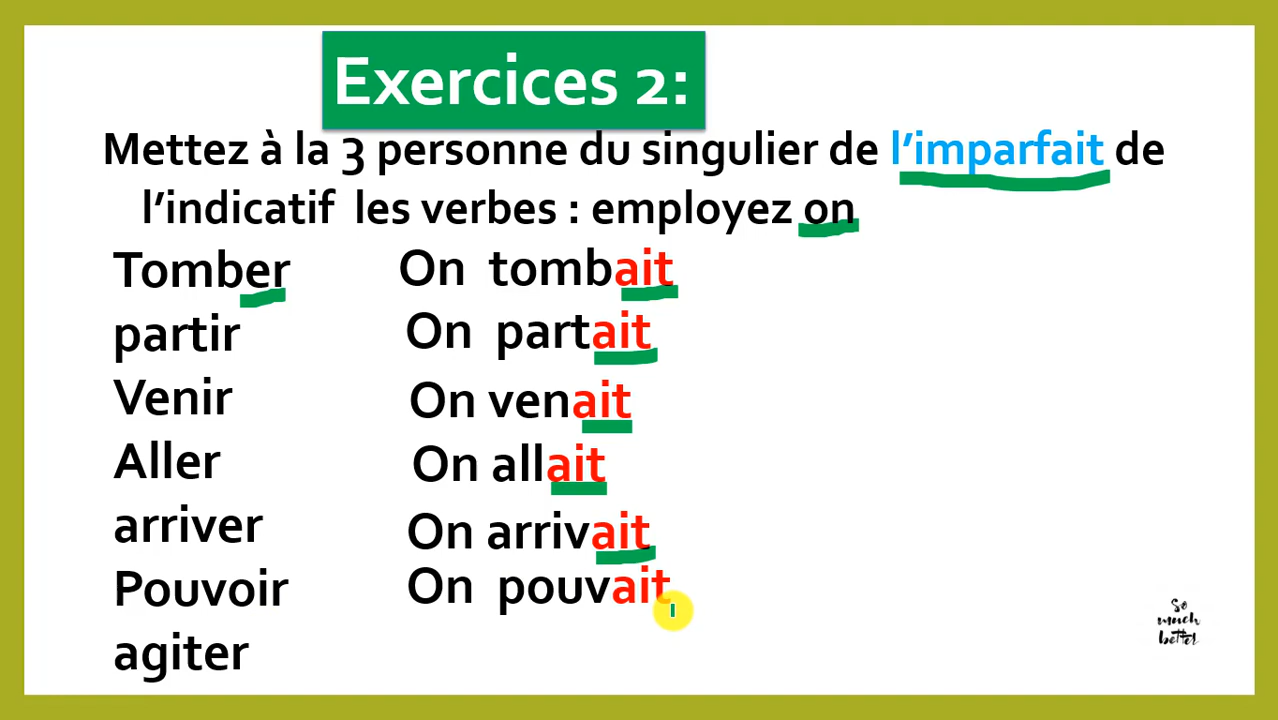 Exercices 2:
Mettez à la 3 personne du singulier de l'imparfait de
l'indicatif les verbes : employez on
Tomber On tombait
partir On partait
Venir On venait
Aller On allait
arriver On arrivait
Pouvoir On pouvait
agiter
So
much
better